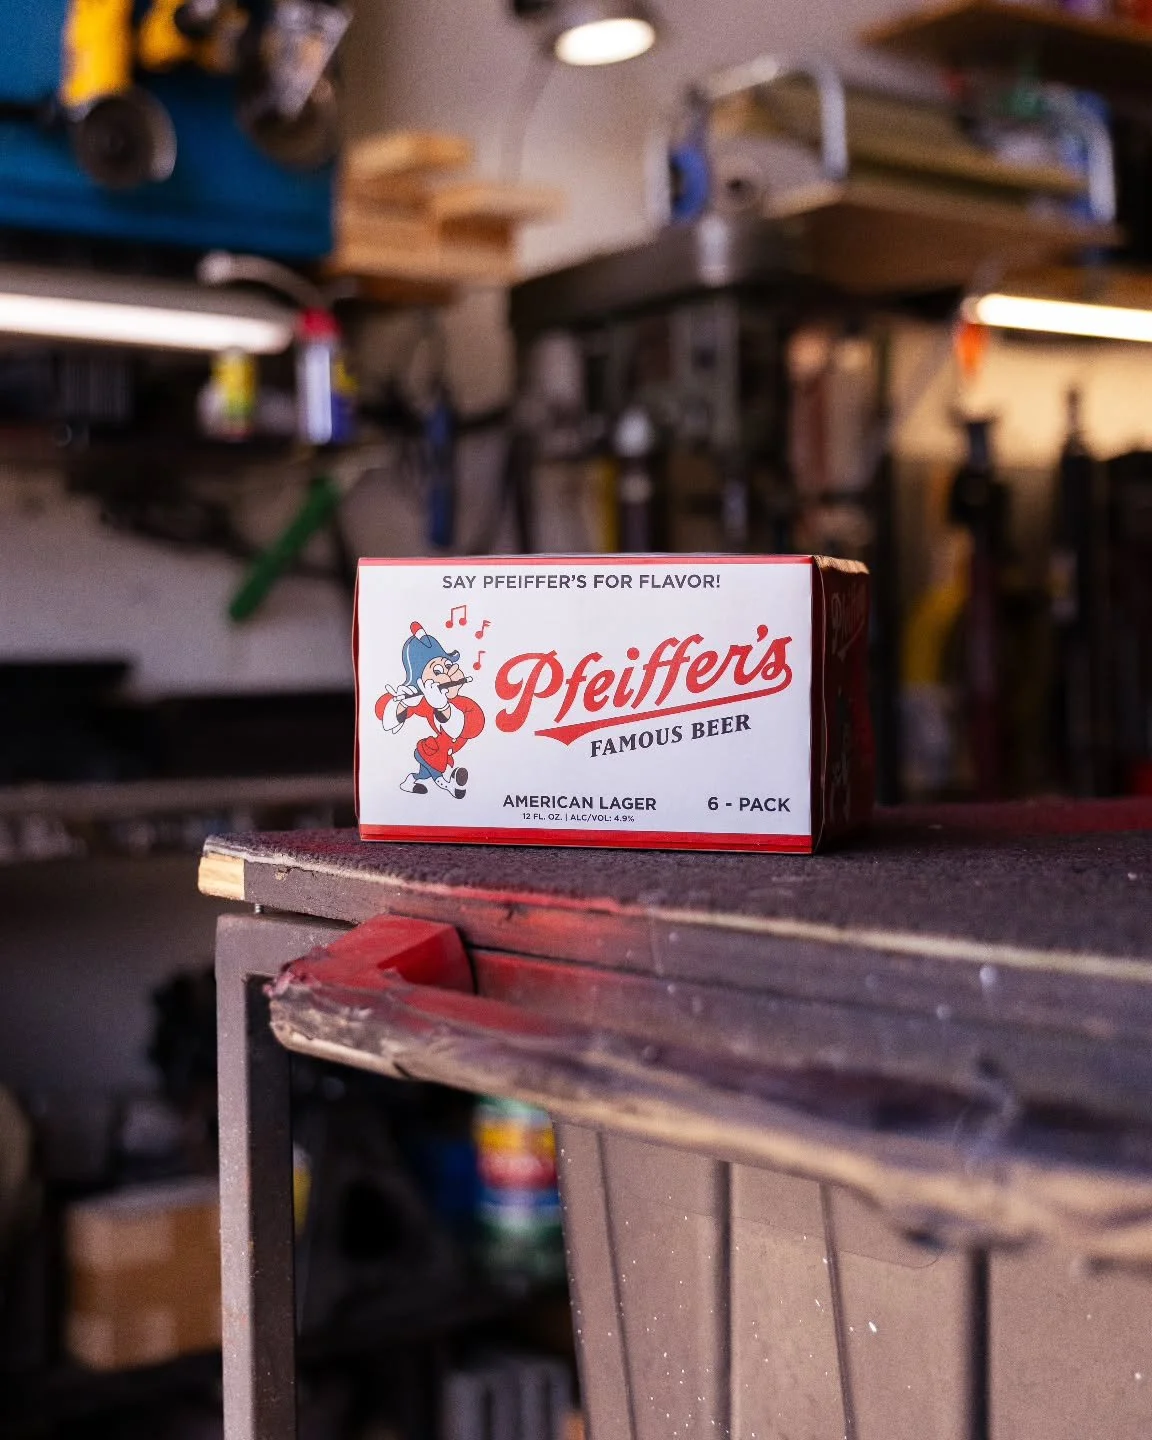 SAY PFEIFFER'S FOR FLAVOR!
Pfeiffer's
FAMOUS BEER
AMERICAN LAGER
6 - PACK
12 FL. OZ. | ALC/VOL: 4.9%